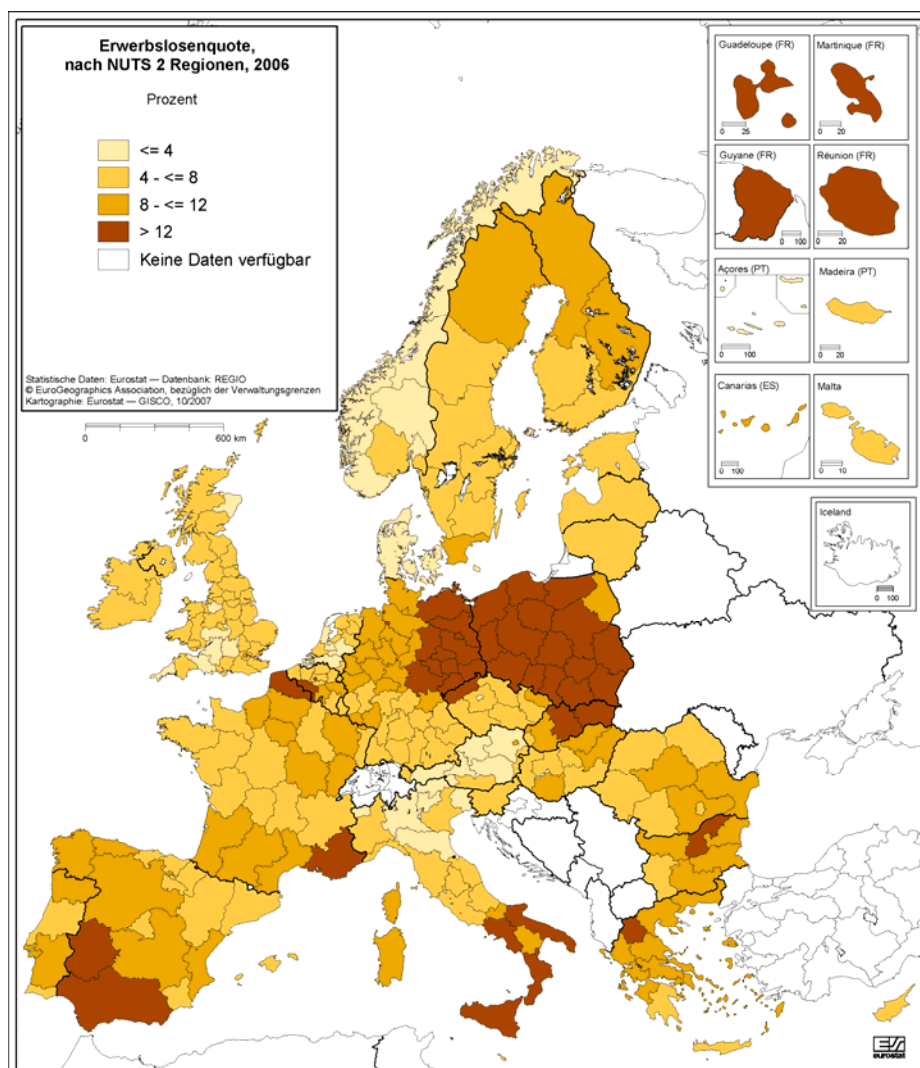 Erwerbslosenquote,
nach NUTS 2 Regionen, 2006
Prozent
<= 4
4 - <= 8
8 - <= 12
> 12
Keine Daten verfügbar
Statistische Daten: Eurostat — Datenbank: REGIO
© EuroGeographics Association, bezüglich der Verwaltungsgrenzen
Kartographie: Eurostat — GISCO, 10/2007
0 600 km
Guadeloupe (FR)
0 25
Martinique (FR)
0 20
Guyane (FR)
0 100
Réunion (FR)
0 20
Açores (PT)
0 100
Madeira (PT)
0 20
Canarias (ES)
0 100
Malta
0 10
Iceland
0 100
eurostat